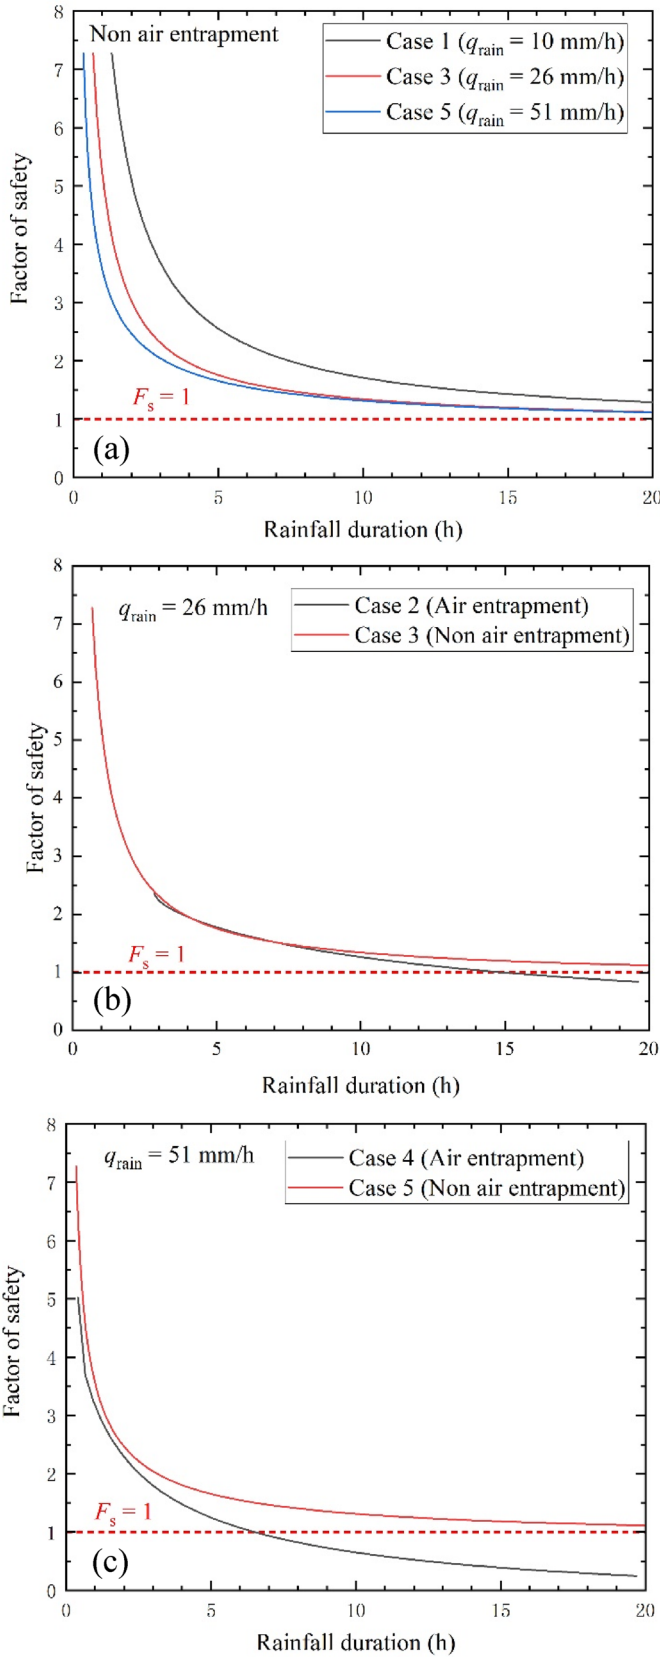 Non air entrapment
Case 1 (qrain = 10 mm/h)
Case 3 (qrain = 26 mm/h)
Case 5 (qrain = 51 mm/h)
Factor of safety
8
7
6
5
4
3
2
1
0
Fs = 1
(a)
0 5 10 15 20
Rainfall duration (h)
qrain = 26 mm/h
Case 2 (Air entrapment)
Case 3 (Non air entrapment)
Factor of safety
8
7
6
5
4
3
2
1
0
Fs = 1
(b)
0 5 10 15 20
Rainfall duration (h)
qrain = 51 mm/h
Case 4 (Air entrapment)
Case 5 (Non air entrapment)
Factor of safety
8
7
6
5
4
3
2
1
0
Fs = 1
(c)
0 5 10 15 20
Rainfall duration (h)